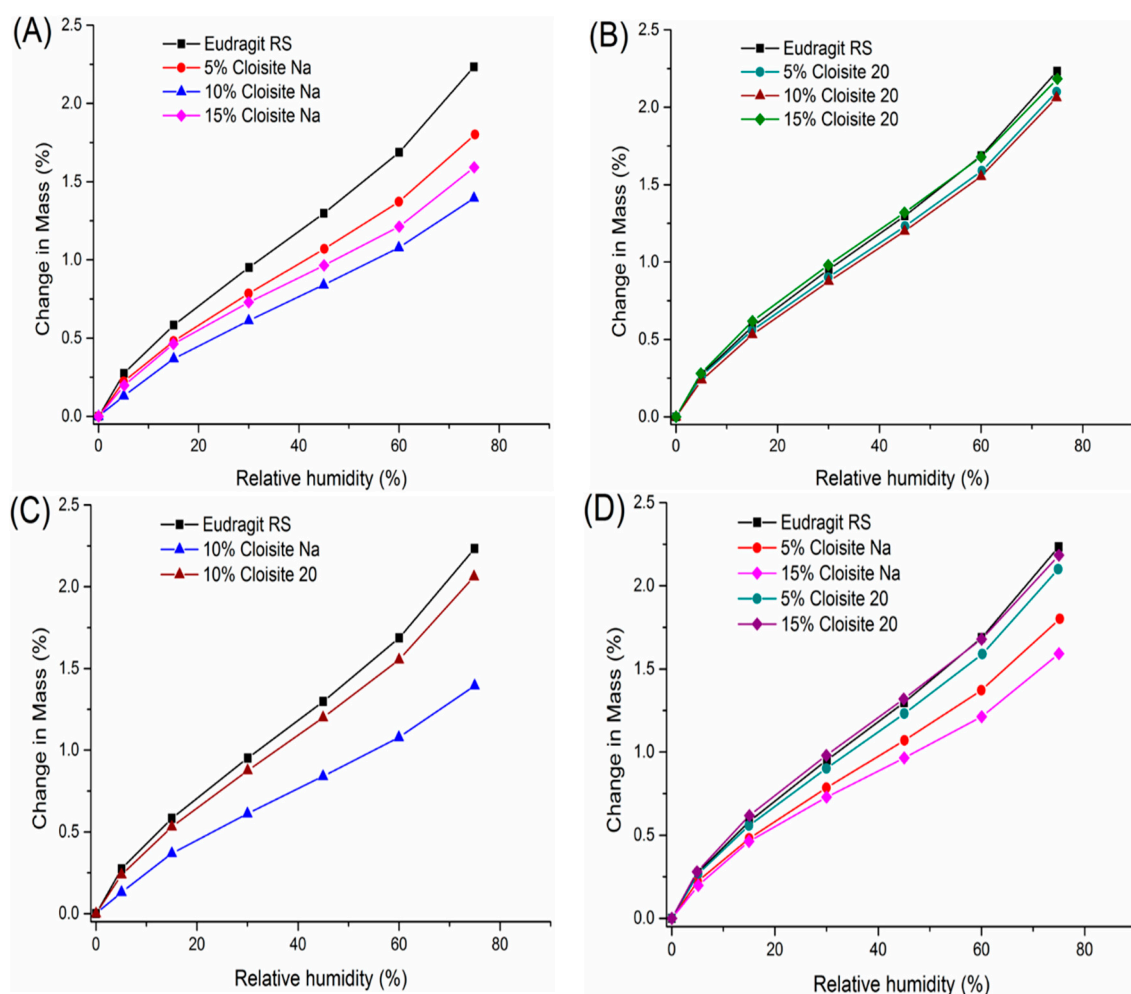 (A)
Eudragit RS
5% Cloisite Na
10% Cloisite Na
15% Cloisite Na
2.5
2.0
1.5
1.0
0.5
0.0
Change in Mass (%)
0 20 40 60 80
Relative humidity (%)
(B)
Eudragit RS
5% Cloisite 20
10% Cloisite 20
15% Cloisite 20
2.5
2.0
1.5
1.0
0.5
0.0
Change in Mass (%)
0 20 40 60 80
Relative humidity (%)
(C)
Eudragit RS
10% Cloisite Na
10% Cloisite 20
2.5
2.0
1.5
1.0
0.5
0.0
Change in Mass (%)
0 20 40 60 80
Relative humidity (%)
(D)
Eudragit RS
5% Cloisite Na
15% Cloisite Na
5% Cloisite 20
15% Cloisite 20
2.5
2.0
1.5
1.0
0.5
0.0
Change in Mass (%)
0 20 40 60 80
Relative humidity (%)